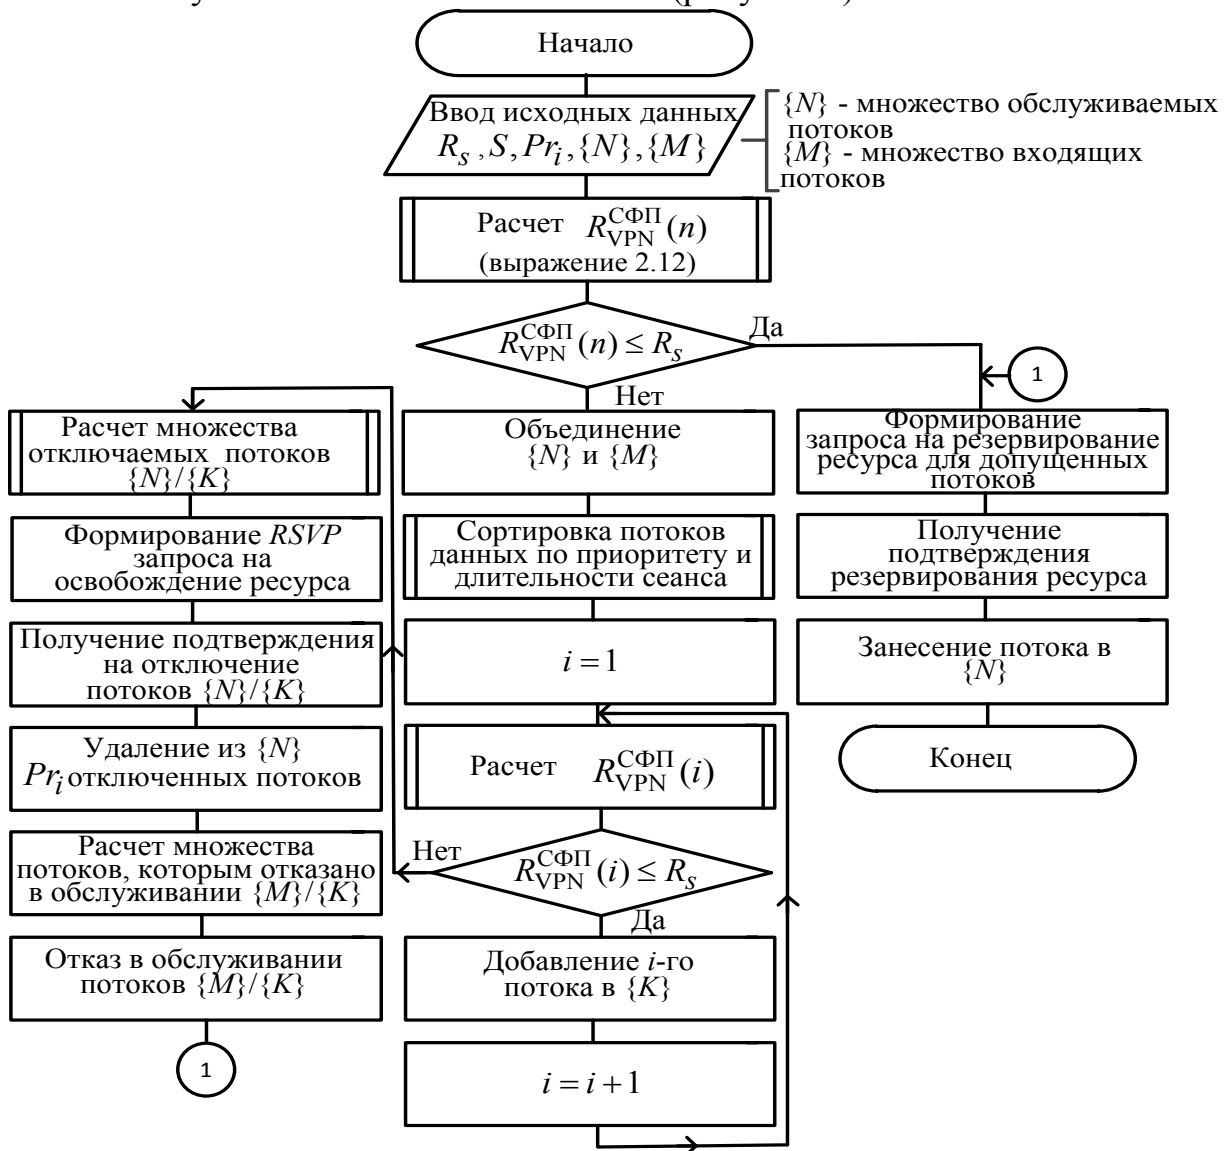 Начало
Ввод исходных данных
R_s , S, Pr_i, {N}, {M}
{N} - множество обслуживаемых
потоков
{M} - множество входящих
потоков
Расчет R_VPN^СФП (n)
(выражение 2.12)
R_VPN^СФП (n) ≤ R_s
Да
Нет
1
Расчет множества
отключаемых потоков
{N}/{K}
Формирование RSVP
запроса на
освобождение ресурса
Получение подтверждения
на отключение
потоков {N}/{K}
Удаление из {N}
Pr_i отключенных потоков
Расчет множества
потоков, которым отказано
в обслуживании {M}/{K}
Отказ в обслуживании
потоков {M}/{K}
1
Объединение
{N} и {M}
Сортировка потоков
данных по приоритету и
длительности сеанса
i = 1
Расчет R_VPN^СФП (i)
Нет
R_VPN^СФП (i) ≤ R_s
Да
Добавление i-го
потока в {K}
i = i + 1
Формирование
запроса на резервирование
ресурса для допущенных
потоков
Получение
подтверждения
резервирования ресурса
Занесение потока в
{N}
Конец